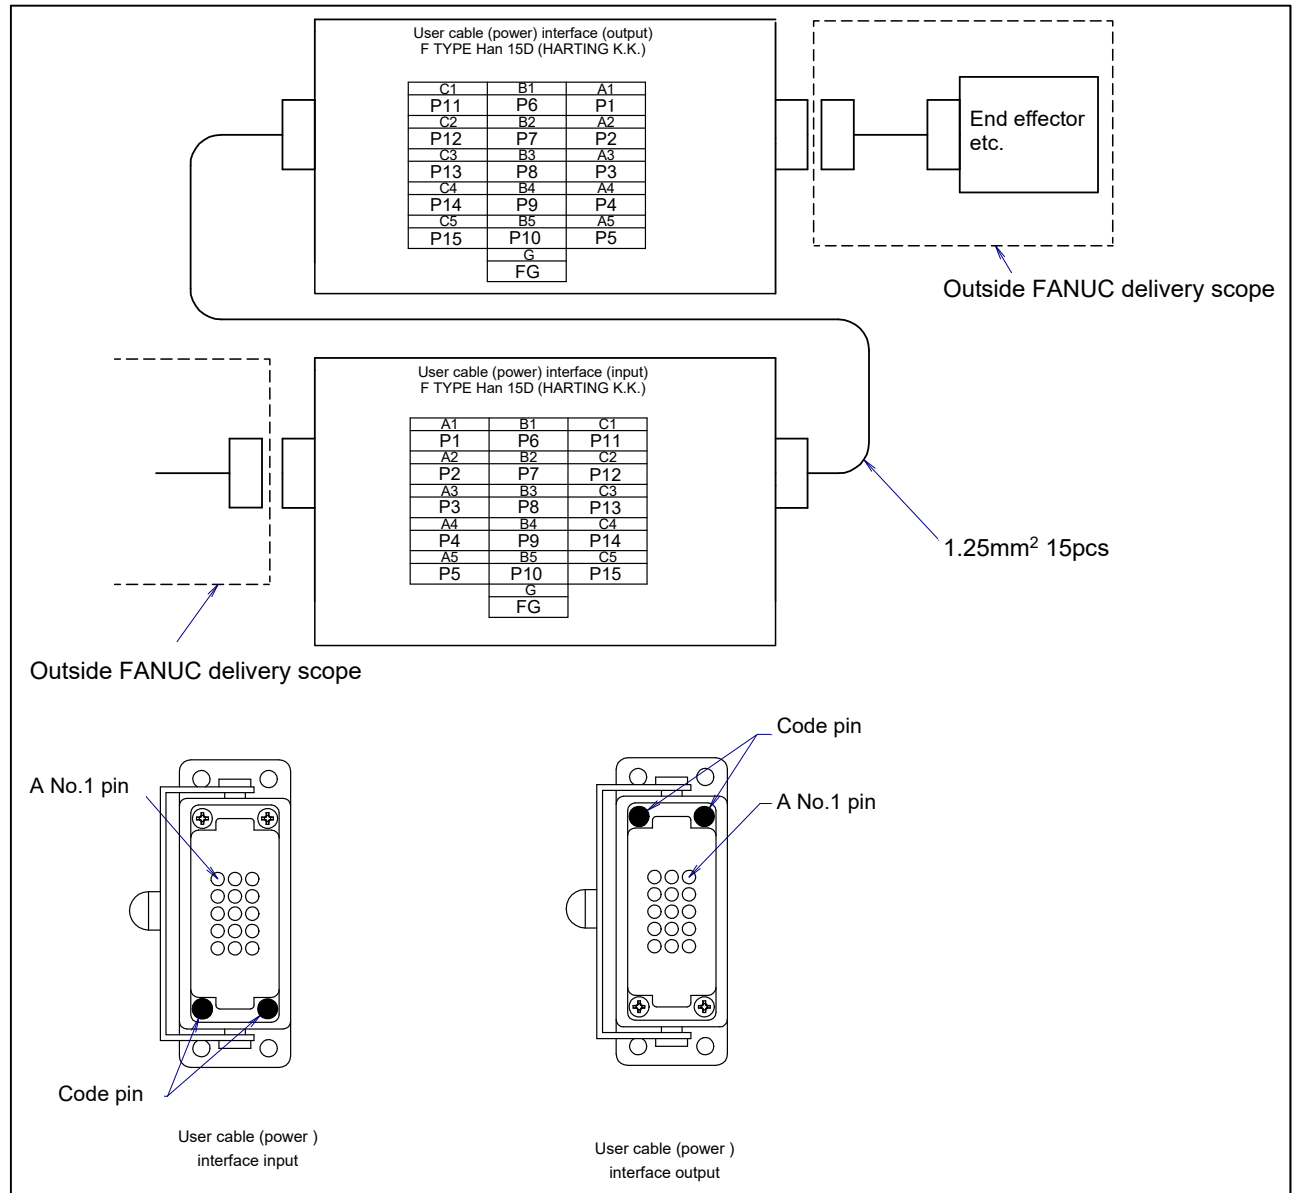 User cable (power) interface (output)
F TYPE Han 15D (HARTING K.K.)
C1 B1 A1
P11 P6 P1
C2 B2 A2
P12 P7 P2
C3 B3 A3
P13 P8 P3
C4 B4 A4
P14 P9 P4
C5 B5 A5
P15 P10 P5
G
FG
End effector
etc.
Outside FANUC delivery scope
User cable (power) interface (input)
F TYPE Han 15D (HARTING K.K.)
A1 B1 C1
P1 P6 P11
A2 B2 C2
P2 P7 P12
A3 B3 C3
P3 P8 P13
A4 B4 C4
P4 P9 P14
A5 B5 C5
P5 P10 P15
G
FG
1.25mm² 15pcs
Outside FANUC delivery scope
A No.1 pin
Code pin
User cable (power )
interface input
Code pin
A No.1 pin
User cable (power )
interface output